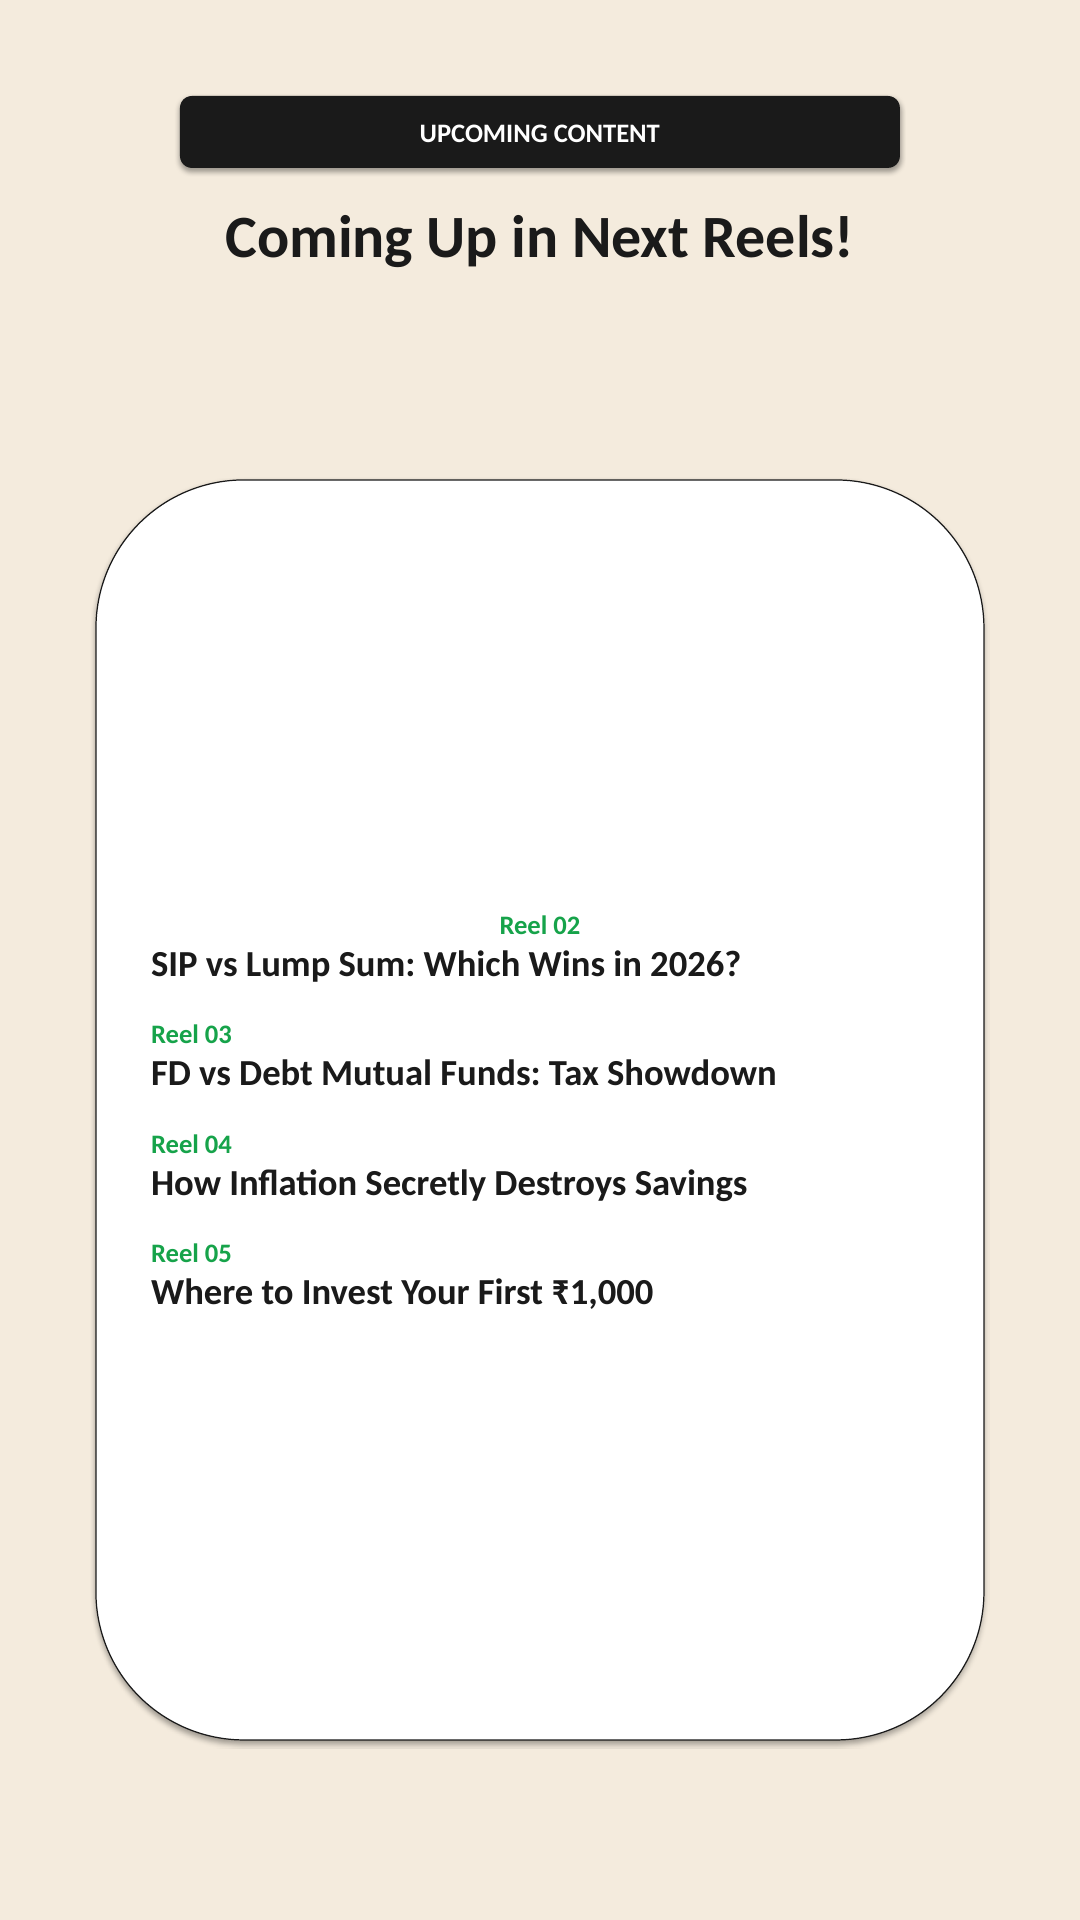 UPCOMING CONTENT
Coming Up in Next Reels!
Reel 02
SIP vs Lump Sum: Which Wins in 2026?
Reel 03
FD vs Debt Mutual Funds: Tax Showdown
Reel 04
How Inflation Secretly Destroys Savings
Reel 05
Where to Invest Your First ₹1,000